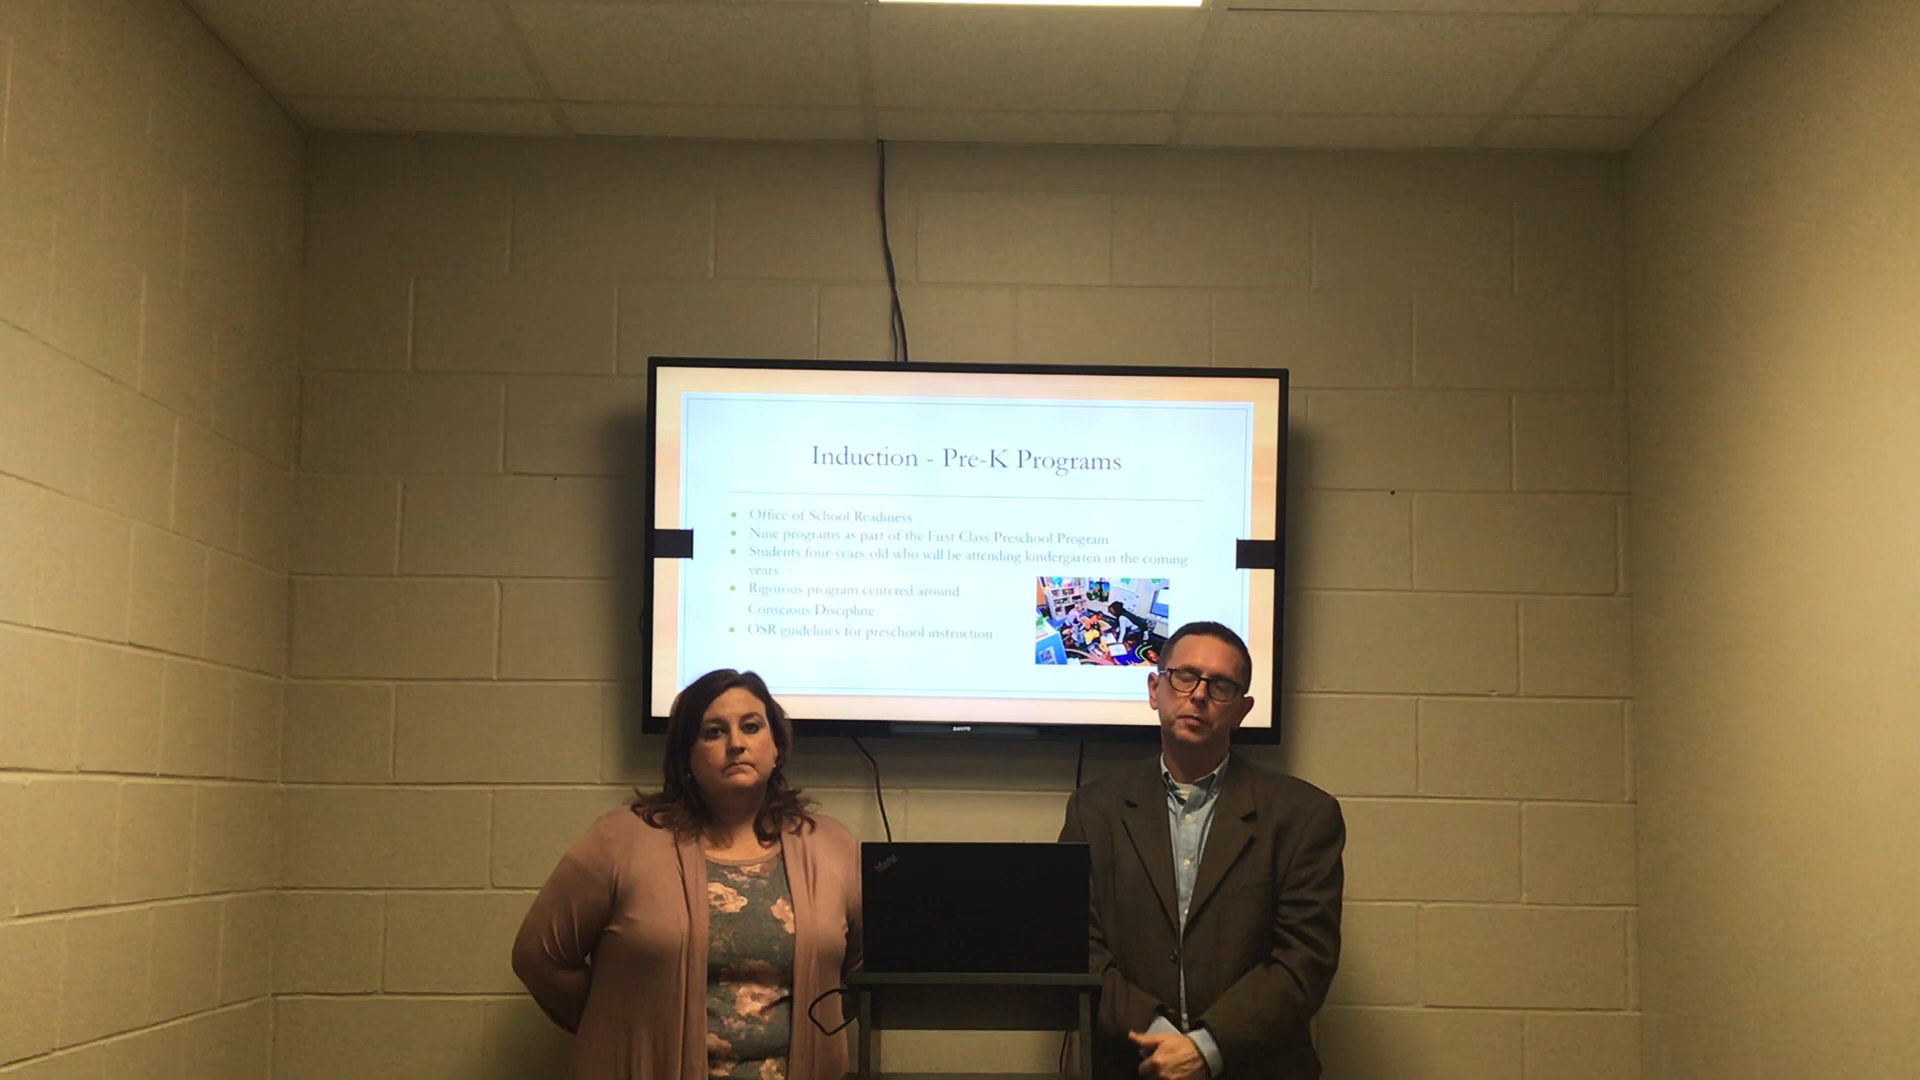 Induction - Pre-K Programs
Office of School Readiness
Nine programs as part of the First Class Preschool Program
Students four-years-old who will be attending kindergarten in the coming
years
Rigorous program centered around
Conscious Discipline
OSR guidelines for preschool instruction
SANYO
ThinkPad